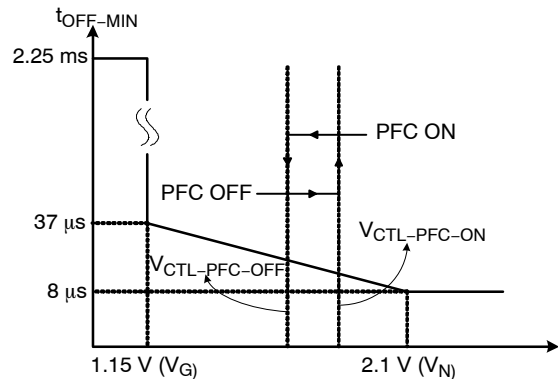 tOFF–MIN
2.25 ms
PFC ON
PFC OFF
37 μs
VCTL–PFC–ON
VCTL–PFC–OFF
8 μs
1.15 V (VG)
2.1 V (VN)